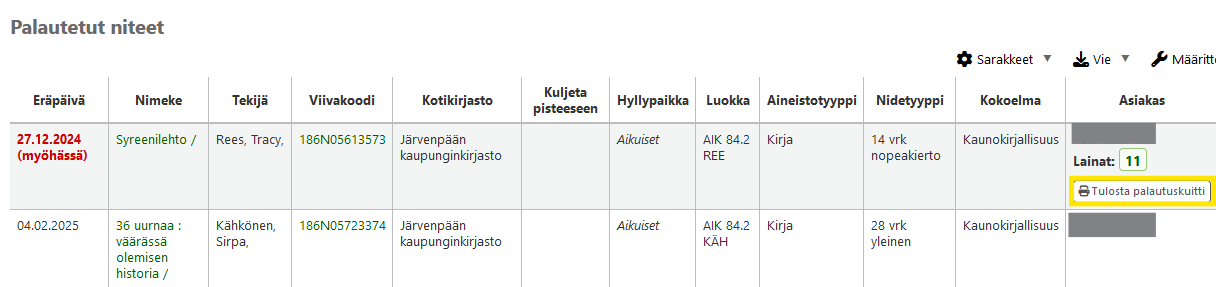 Palautetut niteet
Sarakkeet Vie
Eräpäivä Nimeke Tekijä Viivakoodi Kotikirjasto Kuljeta pisteeseen Hyllypaikka Luokka Aineistotyyppi Nidetyyppi Kokoelma Asiakas
27.12.2024 Syreenilehto / Rees, Tracy, 186N05613573 Järvenpään Aikuiset AIK 84.2 Kirja 14 vrk Kaunokirjallisuus
(myöhässä) kaupunginkirjasto REE nopeakierto Lainat: 11
Tulosta palautuskuitti
04.02.2025 36 uurnaa : Kähkönen, 186N05723374 Järvenpään Aikuiset AIK 84.2 Kirja 28 vrk Kaunokirjallisuus
väärässä Sirpa, kaupunginkirjasto KÄH yleinen
olemisen
historia /